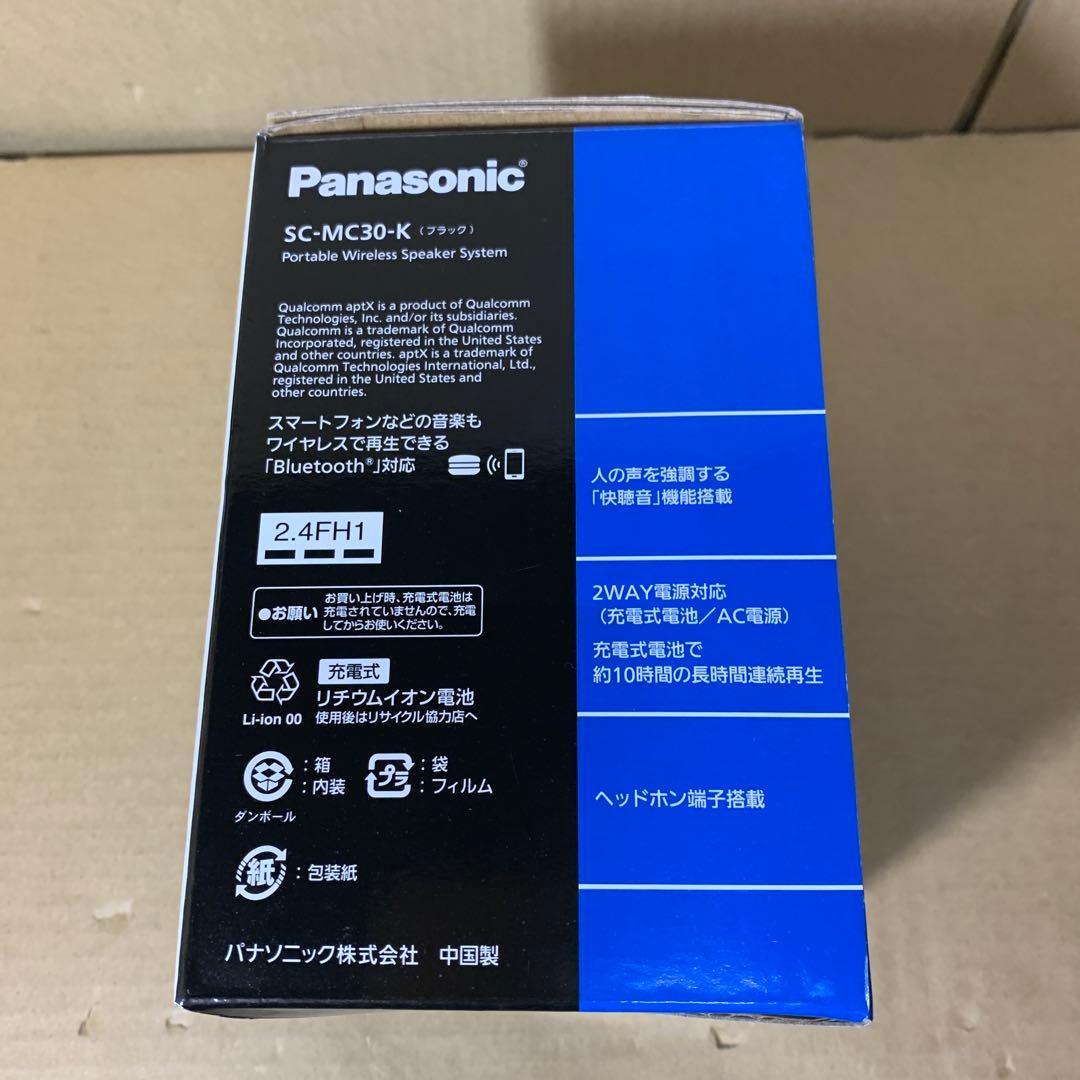 Panasonic®
SC-MC30-K（ブラック）
Portable Wireless Speaker System
Qualcomm aptX is a product of Qualcomm
Technologies, Inc. and/or its subsidiaries.
Qualcomm is a trademark of Qualcomm
Incorporated, registered in the United States
and other countries. aptX is a trademark of
Qualcomm Technologies International, Ltd.,
registered in the United States and
other countries.
スマートフォンなどの音楽も
ワイヤレスで再生できる
「Bluetooth®」対応
2.4FH1
●お願い
お買い上げ時、充電式電池は
充電されていませんので、充電
してからお使いください。
充電式
リチウムイオン電池
Li-ion 00 使用後はリサイクル協力店へ
：箱
：内装
ダンボール
プラ
：袋
：フィルム
紙：包装紙
パナソニック株式会社 中国製
人の声を強調する
「快聴音」機能搭載
2WAY電源対応
（充電式電池／AC電源）
充電式電池で
約10時間の長時間連続再生
ヘッドホン端子搭載